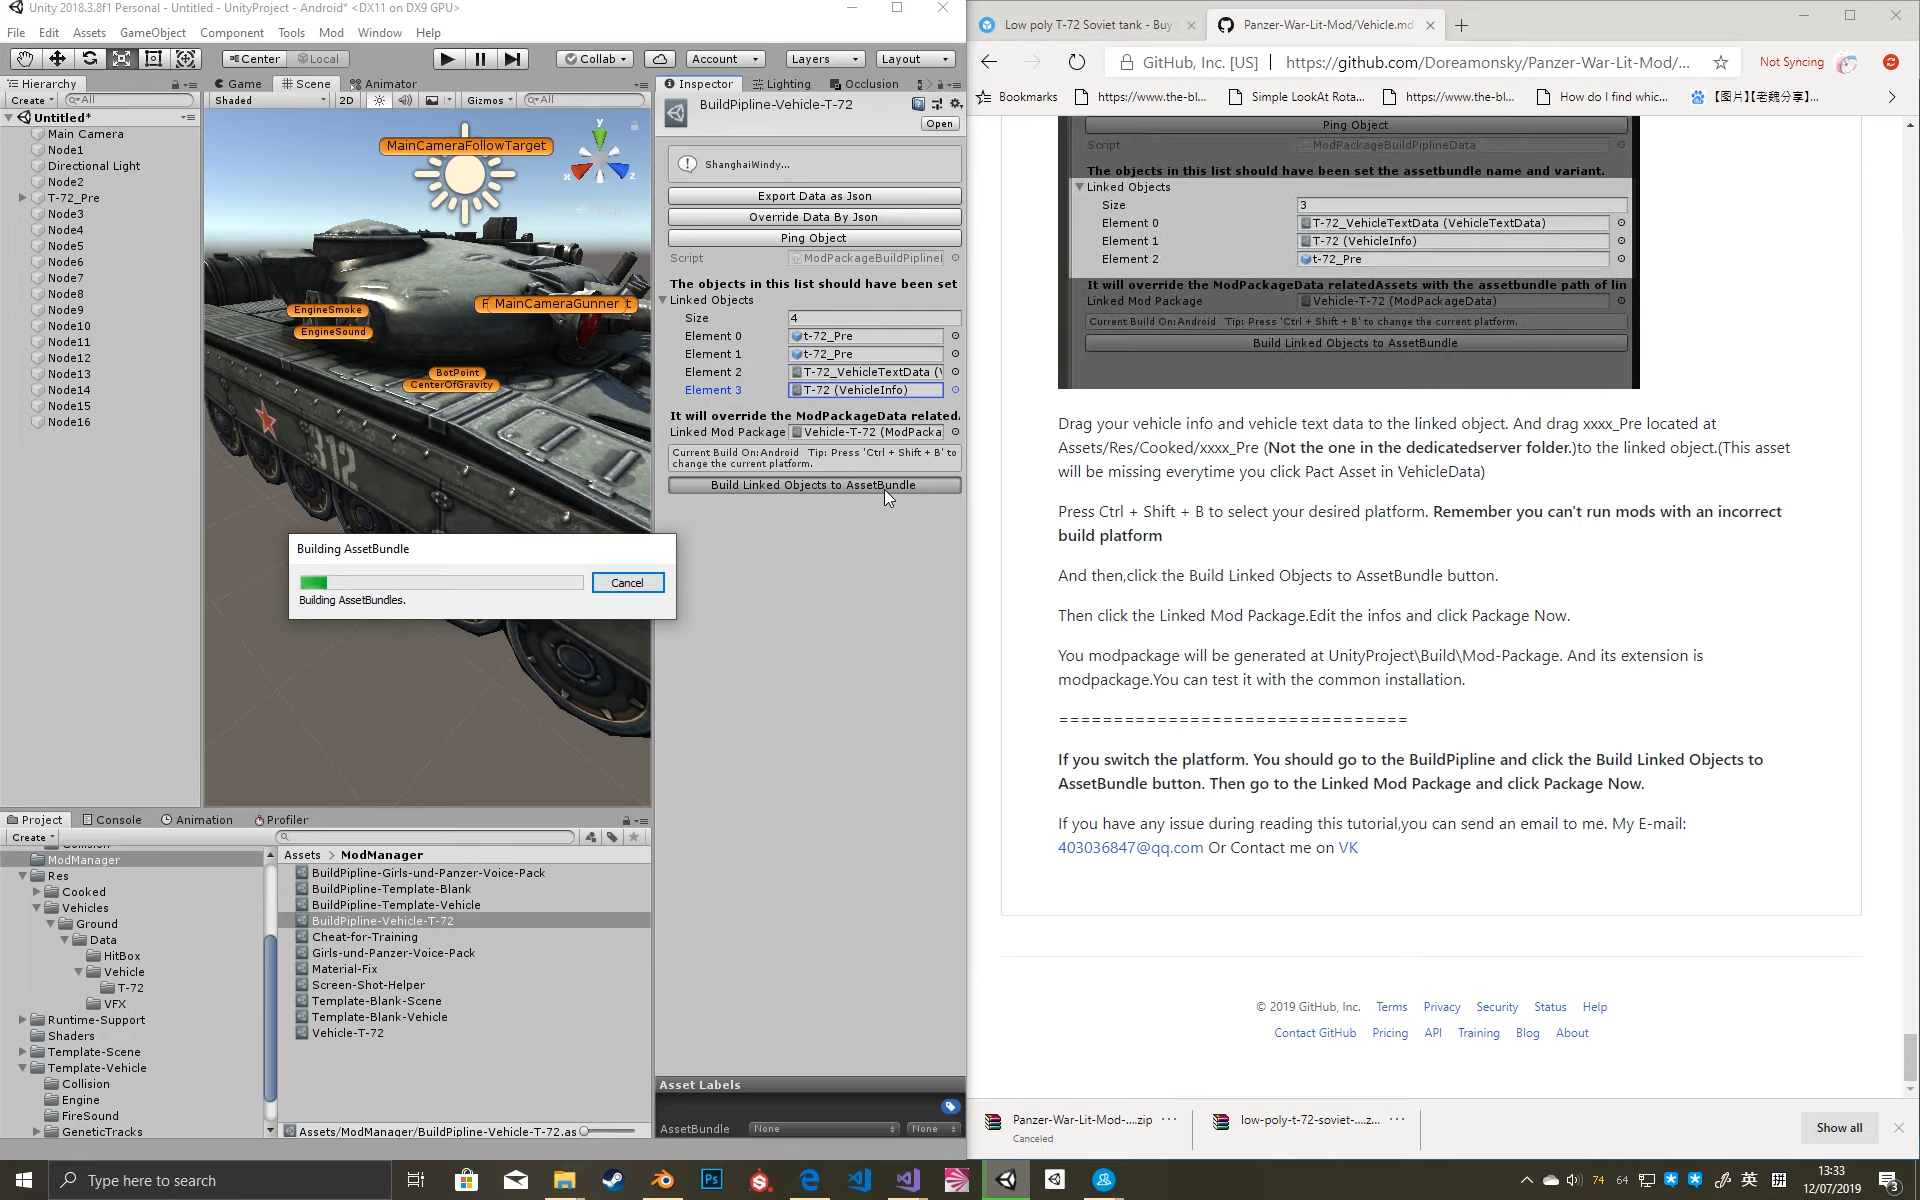 Unity 2018.3.8f1 Personal - Untitled - UnityProject - Android* <DX11 on DX9 GPU>
File Edit Assets GameObject Component Tools Mod Window Help
Center Local Collab Account Layers Layout
Hierarchy
Create All
Untitled*
Main Camera
Node1
Directional Light
Node2
T-72_Pre
Node3
Node4
Node5
Node6
Node7
Node8
Node9
Node10
Node11
Node12
Node13
Node14
Node15
Node16
Game Scene Animator
Shaded 2D Gizmos All
MainCameraFollowTarget
y
x
z
MainCameraGunner
EngineSmoke
EngineSound
BotPoint
CenterOfGravity
312
Inspector Lighting Occlusion
BuildPipline-Vehicle-T-72
Open
ShanghaiWindy...
Export Data as Json
Override Data By Json
Ping Object
Script ModPackageBuildPiplinel
The objects in this list should have been set
Linked Objects
Size 4
Element 0 t-72_Pre
Element 1 t-72_Pre
Element 2 T-72_VehicleTextData (V
Element 3 T-72 (VehicleInfo)
It will override the ModPackageData related
Linked Mod Package Vehicle-T-72 (ModPacka
Current Build On:Android Tip: Press 'Ctrl + Shift + B' to
change the current platform.
Build Linked Objects to AssetBundle
Building AssetBundle
Cancel
Building AssetBundles.
Project Console Animation Profiler
Create
ModManager
Res
Cooked
Vehicles
Ground
Data
HitBox
Vehicle
T-72
VFX
Runtime-Support
Shaders
Template-Scene
Template-Vehicle
Collision
Engine
FireSound
GeneticTracks
Assets > ModManager
BuildPipline-Girls-und-Panzer-Voice-Pack
BuildPipline-Template-Blank
BuildPipline-Template-Vehicle
BuildPipline-Vehicle-T-72
Cheat-for-Training
Girls-und-Panzer-Voice-Pack
Material-Fix
Screen-Shot-Helper
Template-Blank-Scene
Template-Blank-Vehicle
Vehicle-T-72
Assets/ModManager/BuildPipline-Vehicle-T-72.as
Asset Labels
AssetBundle None None
Low poly T-72 Soviet tank - Buy
Panzer-War-Lit-Mod/Vehicle.md
GitHub, Inc. [US] https://github.com/Doreamonsky/Panzer-War-Lit-Mod/... Not Syncing
Bookmarks https://www.the-bl... Simple LookAt Rota... https://www.the-bl... How do I find whic... 【图片】【老魏分享】...
Ping Object
Script ModPackageBuildPiplineData
The objects in this list should have been set the assetbundle name and variant.
Linked Objects
Size 3
Element 0 T-72_VehicleTextData (VehicleTextData)
Element 1 T-72 (VehicleInfo)
Element 2 t-72_Pre
It will override the ModPackageData relatedAssets with the assetbundle path of lin
Linked Mod Package Vehicle-T-72 (ModPackageData)
Current Build On:Android Tip: Press 'Ctrl + Shift + B' to change the current platform.
Build Linked Objects to AssetBundle
Drag your vehicle info and vehicle text data to the linked object. And drag xxxx_Pre located at
Assets/Res/Cooked/xxxx_Pre (Not the one in the dedicatedserver folder.)to the linked object.(This asset
will be missing everytime you click Pact Asset in VehicleData)
Press Ctrl + Shift + B to select your desired platform. Remember you can't run mods with an incorrect
build platform
And then,click the Build Linked Objects to AssetBundle button.
Then click the Linked Mod Package.Edit the infos and click Package Now.
You modpackage will be generated at UnityProject\Build\Mod-Package. And its extension is
modpackage.You can test it with the common installation.
================================
If you switch the platform. You should go to the BuildPipline and click the Build Linked Objects to
AssetBundle button. Then go to the Linked Mod Package and click Package Now.
If you have any issue during reading this tutorial,you can send an email to me. My E-mail:
403036847@qq.com Or Contact me on VK
© 2019 GitHub, Inc. Terms Privacy Security Status Help
Contact GitHub Pricing API Training Blog About
Panzer-War-Lit-Mod-....zip
Canceled
low-poly-t-72-soviet-....z...
Show all
Type here to search
74 64 英
13:33
12/07/2019
3